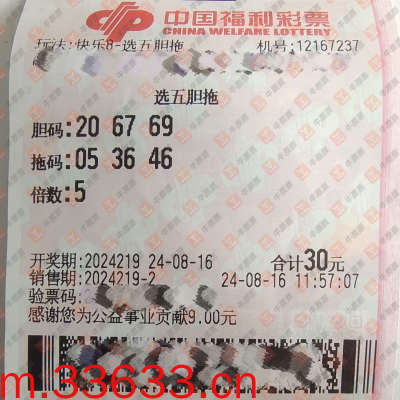 中国福利彩票
CHINA WELFARE LOTTERY
玩法:快乐8-选五胆拖 机号:12167237
选五胆拖
胆码:20 67 69
拖码:05 36 46
倍数:5
开奖期:2024219 24-08-16 合计30元
销售期:2024219-2 24-08-16 11:57:07
验票码:
感谢您为公益事业贡献9.00元
m.33633.cn